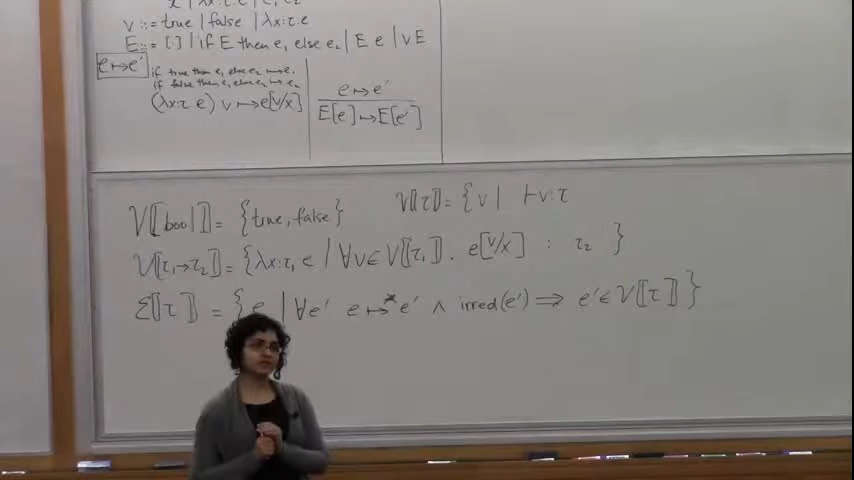 v ::= true | false | λx:τ.e
E ::= [·] | if E then e₁ else e₂ | E e | v E
e ↦ e'
if true then e₁ else e₂ ↦ e₁
if false then e₁ else e₂ ↦ e₂
(λx:τ e) v ↦ e[v/x]
e ↦ e'
E[e] ↦ E[e']
V⟦bool⟧ = {true, false}
V⟦τ⟧ = {v | ⊢ v:τ
V⟦τ₁→τ₂⟧ = {λx:τ₁ e | ∀v ∈ V⟦τ₁⟧ . e[v/x] : τ₂ }
Ɛ⟦τ⟧ = {e | ∀e' e ↦* e' ∧ irred(e') ⟹ e' ∈ V⟦τ⟧}